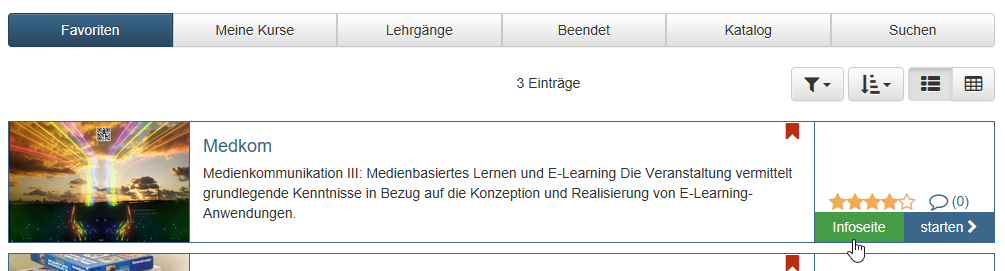 Favoriten
Meine Kurse
Lehrgänge
Beendet
Katalog
Suchen
3 Einträge
Medkom
Medienkommunikation III: Medienbasiertes Lernen und E-Learning Die Veranstaltung vermittelt
grundlegende Kenntnisse in Bezug auf die Konzeption und Realisierung von E-Learning-
Anwendungen.
(0)
Infoseite
starten